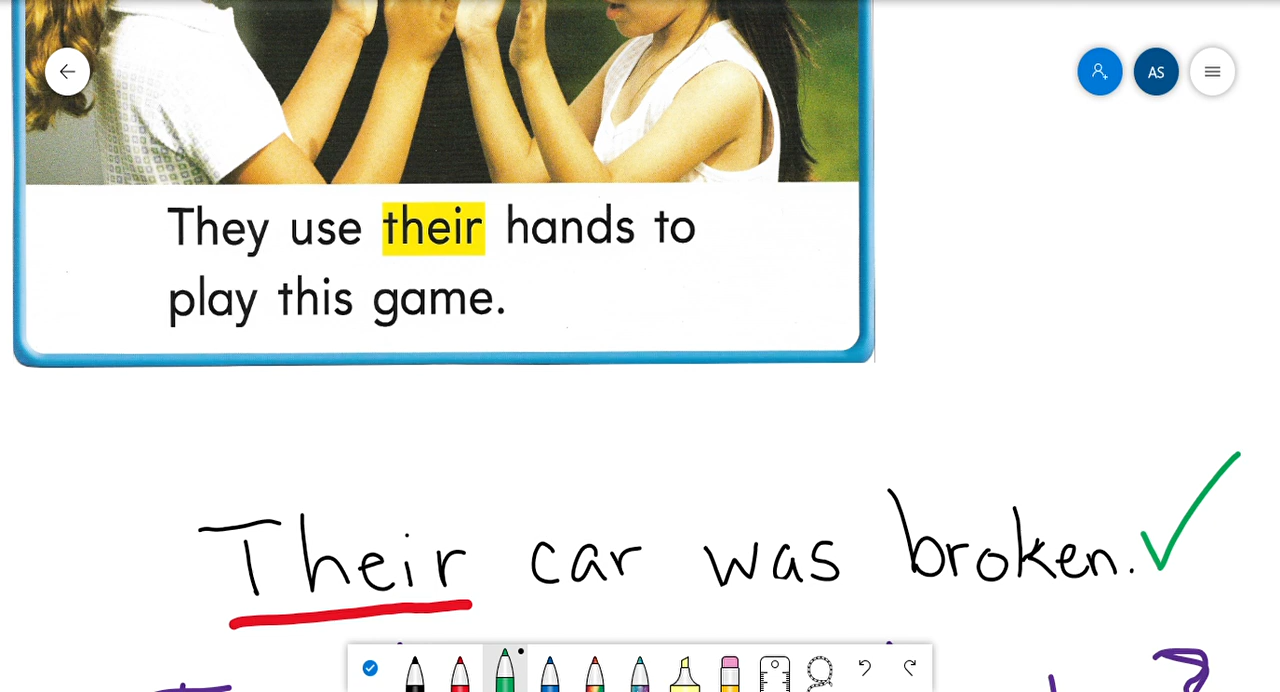 AS
They use their hands to
play this game.
Their car was broken.